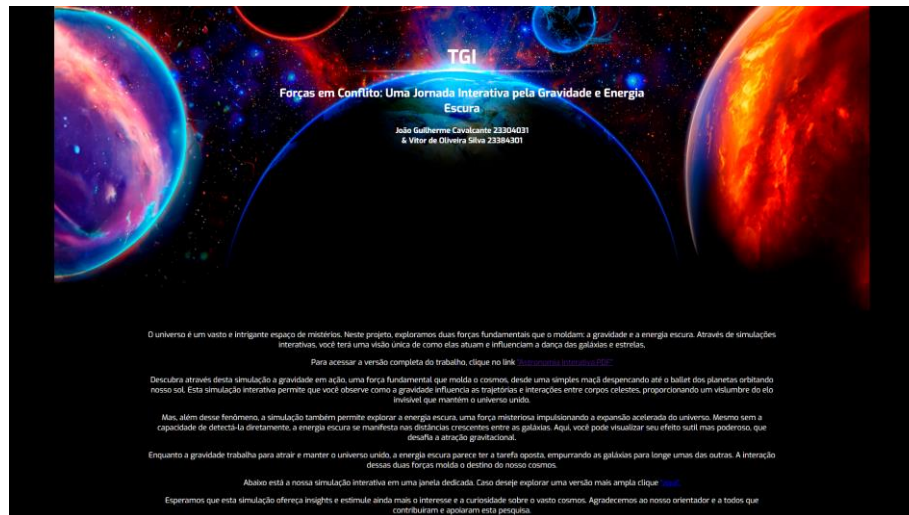 TGI
Forças em Conflito: Uma Jornada Interativa pela Gravidade e Energia
Escura
João Guilherme Cavalcante 23304031
& Vitor de Oliveira Silva 23384301
O universo é um vasto e intrigante espaço de mistérios. Neste projeto, exploramos duas forças fundamentais que o moldam: a gravidade e a energia escura. Através de simulações
interativas, você terá uma visão única de como elas atuam e influenciam a dança das galáxias e estrelas,
Para acessar a versão completa do trabalho, clique no link "Astronomia Interativa.PDF"
Descubra através desta simulação a gravidade em ação, uma força fundamental que molda o cosmos, desde uma simples maçã despencando até o ballet dos planetas orbitando
nosso sol. Esta simulação interativa permite que você observe como a gravidade influencia as trajetórias e interações entre corpos celestes, proporcionando um vislumbre do elo
invisível que mantém o universo unido.
Mas, além desse fenômeno, a simulação também permite explorar a energia escura, uma força misteriosa impulsionando a expansão acelerada do universo. Mesmo sem a
capacidade de detectá-la diretamente, a energia escura se manifesta nas distâncias crescentes entre as galáxias. Aqui, você pode visualizar seu efeito sutil mas poderoso, que
desafia a atração gravitacional.
Enquanto a gravidade trabalha para atrair e manter o universo unido, a energia escura parece ter a tarefa oposta, empurrando as galáxias para longe umas das outras. A interação
dessas duas forças molda o destino do nosso cosmos.
Abaixo está a nossa simulação interativa em uma janela dedicada. Caso deseje explorar uma versão mais ampla clique
Esperamos que esta simulação ofereça insights e estimule ainda mais o interesse e a curiosidade sobre o vasto cosmos. Agradecemos ao nosso orientador e a todos que
contribuíram e apoiaram esta pesquisa.